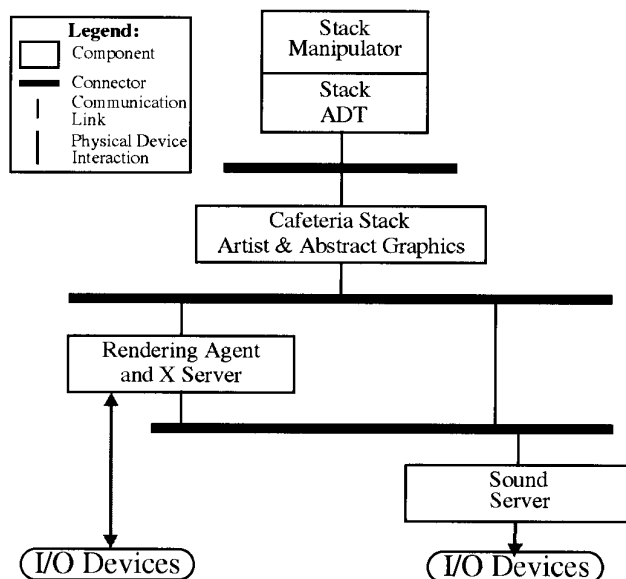 Legend:
Component
Connector
Communication
Link
Physical Device
Interaction
Stack
Manipulator
Stack
ADT
Cafeteria Stack
Artist & Abstract Graphics
Rendering Agent
and X Server
Sound
Server
I/O Devices
I/O Devices